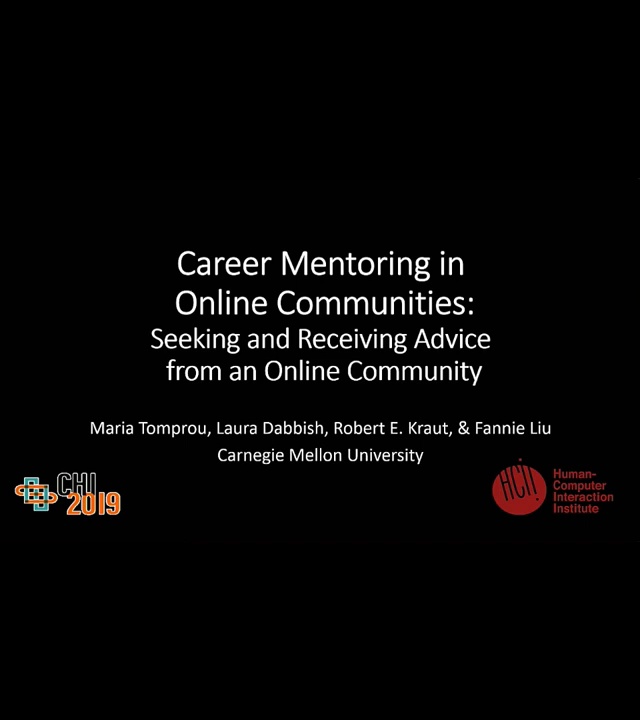 Career Mentoring in
Online Communities:
Seeking and Receiving Advice
from an Online Community
Maria Tomprou, Laura Dabbish, Robert E. Kraut, & Fannie Liu
Carnegie Mellon University
CHI
2019
HCII
Human-
Computer
Interaction
Institute